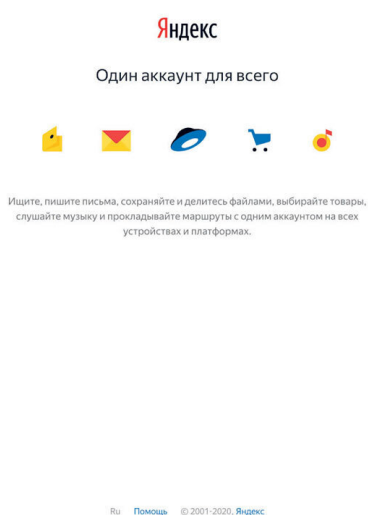 Яндекс
Один аккаунт для всего
Ищите, пишите письма, сохраняйте и делитесь файлами, выбирайте товары,
слушайте музыку и прокладывайте маршруты с одним аккаунтом на всех
устройствах и платформах.
Ru Помощь © 2001-2020, Яндекс